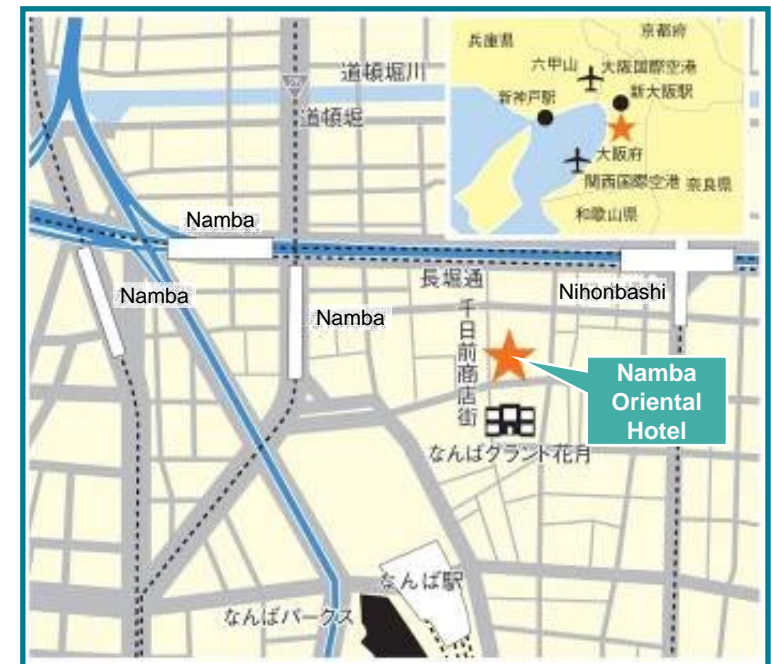 兵庫県
京都府
六甲山
大阪国際空港
新神戸駅
新大阪駅
大阪府
関西国際空港
奈良県
和歌山県
道頓堀川
道頓堀
Namba
Namba
Namba
長堀通
Nihonbashi
千日前商店街
Namba
Oriental
Hotel
なんばグランド花月
なんば駅
なんばパークス